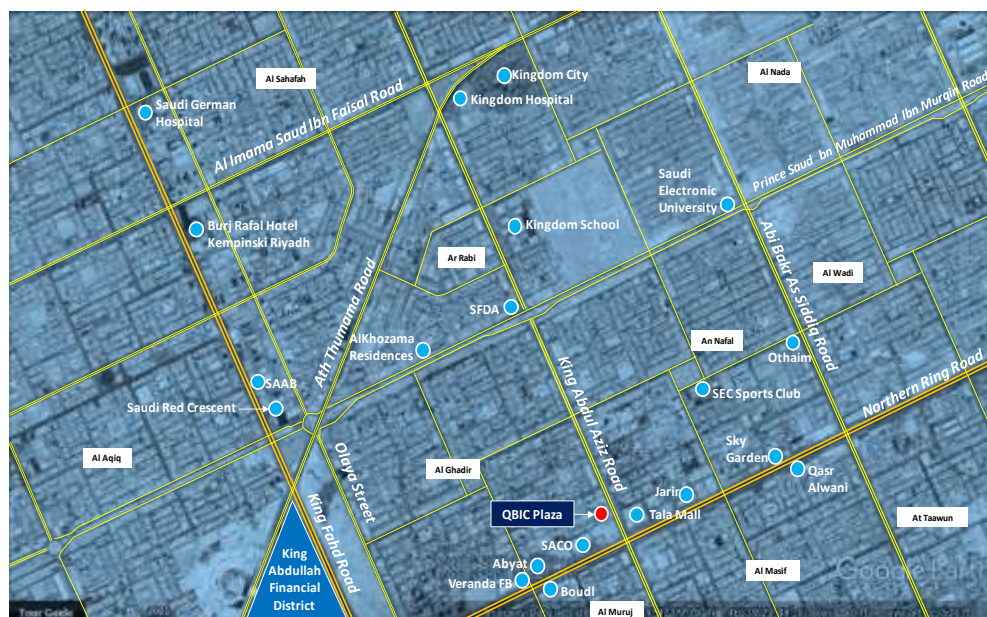 Kingdom City
Al Nada
Al Sahafah
Kingdom Hospital
Saudi German
Hospital
Al Imama Saud Ibn Faisal Road
Prince Saud bn Muhammad Ibn Murqin Road
Saudi
Electronic
University
Burj Rafal Hotel
Kempinski Riyadh
Kingdom School
Ar Rabi
Al Wadi
Abi Bakr As Siddiq Road
Ath Thumama Road
SFDA
AlKhozama
Residences
An Nafal
Othaim
SAAB
Saudi Red Crescent
SEC Sports Club
Northern Ring Road
King Abdul Aziz Road
Al Aqiq
Olaya Street
Al Ghadir
Sky
Garden
Qasr
Alwani
Jarir
QBIC Plaza
Tala Mall
At Taawun
King Fahd Road
SACO
King
Abdullah
Financial
District
Abyat
Veranda FB
Boudl
Al Masif
Al Muruj
Tour Guide